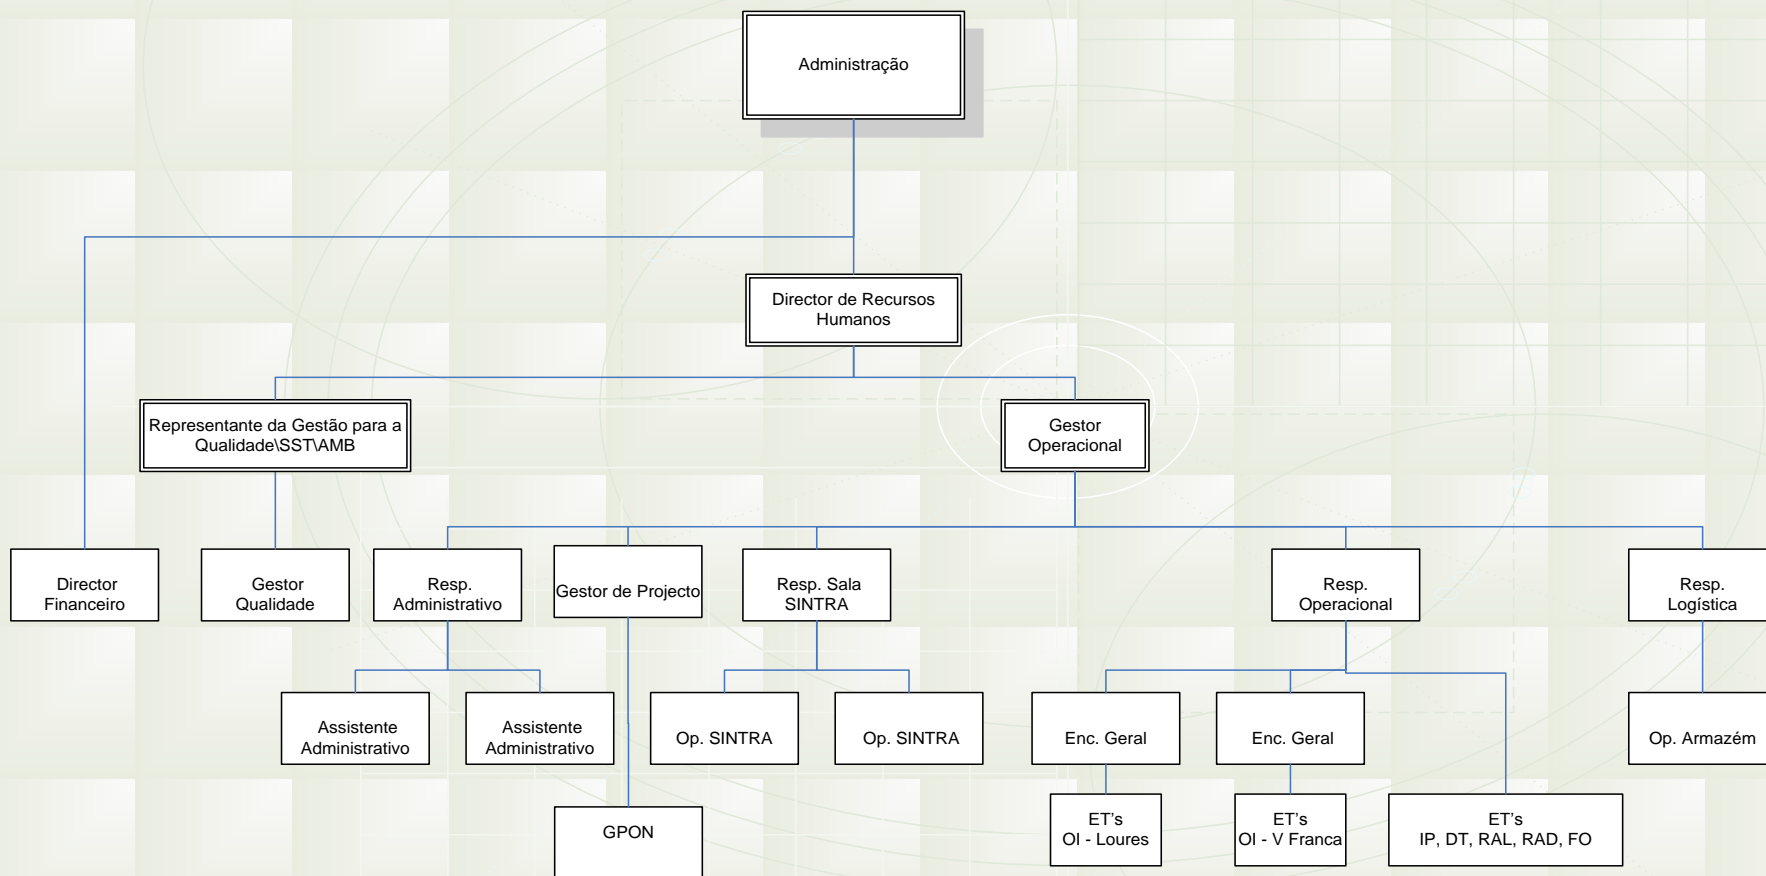 Administração
Director de Recursos
Humanos
Representante da Gestão para a
Qualidade\SST\AMB
Gestor
Operacional
Director
Financeiro
Gestor
Qualidade
Resp.
Administrativo
Gestor de Projecto
Resp. Sala
SINTRA
Resp.
Operacional
Resp.
Logística
Assistente
Administrativo
Assistente
Administrativo
Op. SINTRA
Op. SINTRA
Enc. Geral
Enc. Geral
Op. Armazém
GPON
ET’s
OI - Loures
ET’s
OI - V Franca
ET’s
IP, DT, RAL, RAD, FO